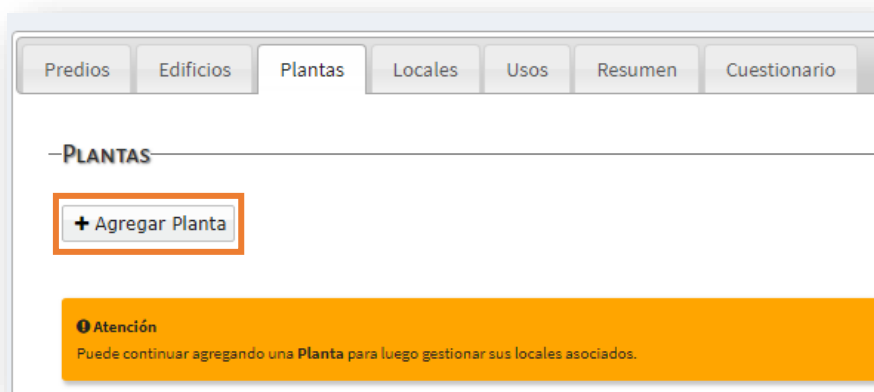 Predios Edificios Plantas Locales Usos Resumen Cuestionario
Plantas
+ Agregar Planta
Atención
Puede continuar agregando una Planta para luego gestionar sus locales asociados.